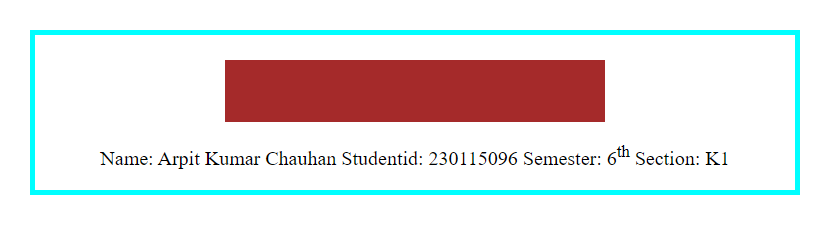 Name: Arpit Kumar Chauhan Studentid: 230115096 Semester: 6th Section: K1